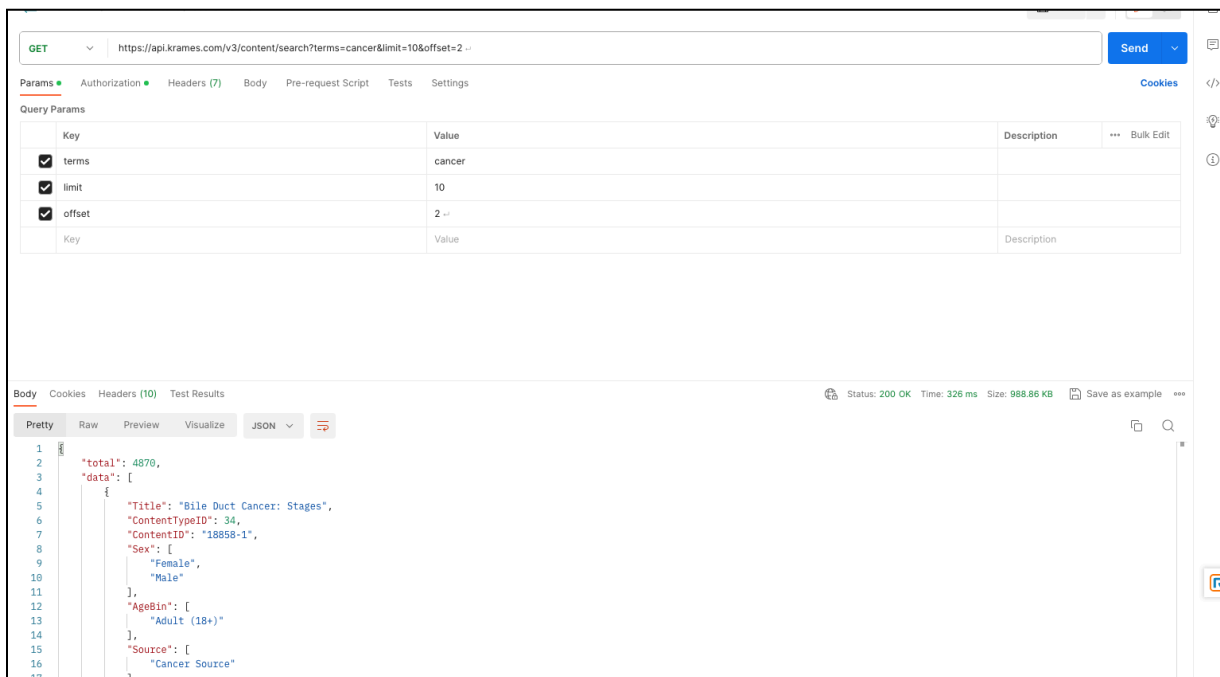 GET https://api.krames.com/v3/content/search?terms=cancer&limit=10&offset=2 ↵ Send
Params Authorization Headers (7) Body Pre-request Script Tests Settings Cookies
Query Params
Key Value Description ••• Bulk Edit
terms cancer
limit 10
offset 2 ↵
Key Value Description
Body Cookies Headers (10) Test Results Status: 200 OK Time: 326 ms Size: 988.86 KB Save as example
Pretty Raw Preview Visualize JSON
1 {
2 "total": 4870,
3 "data": [
4 {
5 "Title": "Bile Duct Cancer: Stages",
6 "ContentTypeID": 34,
7 "ContentID": "18858-1",
8 "Sex": [
9 "Female",
10 "Male"
11 ],
12 "AgeBin": [
13 "Adult (18+)"
14 ],
15 "Source": [
16 "Cancer Source"